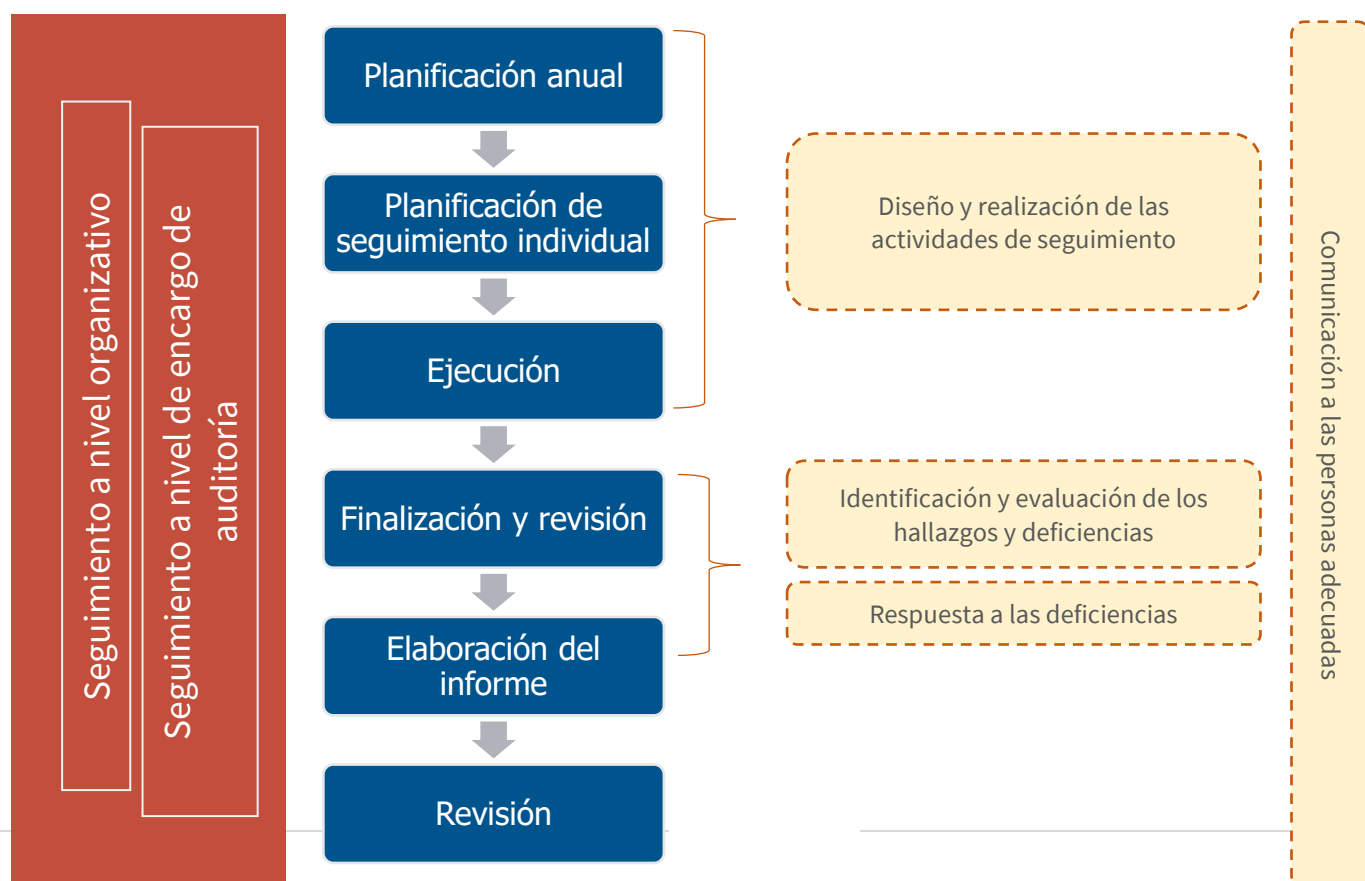 Seguimiento a nivel organizativo
Seguimiento a nivel de encargo de
auditoría
Planificación anual
Planificación de
seguimiento individual
Ejecución
Finalización y revisión
Elaboración del
informe
Revisión
Diseño y realización de las
actividades de seguimiento
Identificación y evaluación de los
hallazgos y deficiencias
Respuesta a las deficiencias
Comunicación a las personas adecuadas